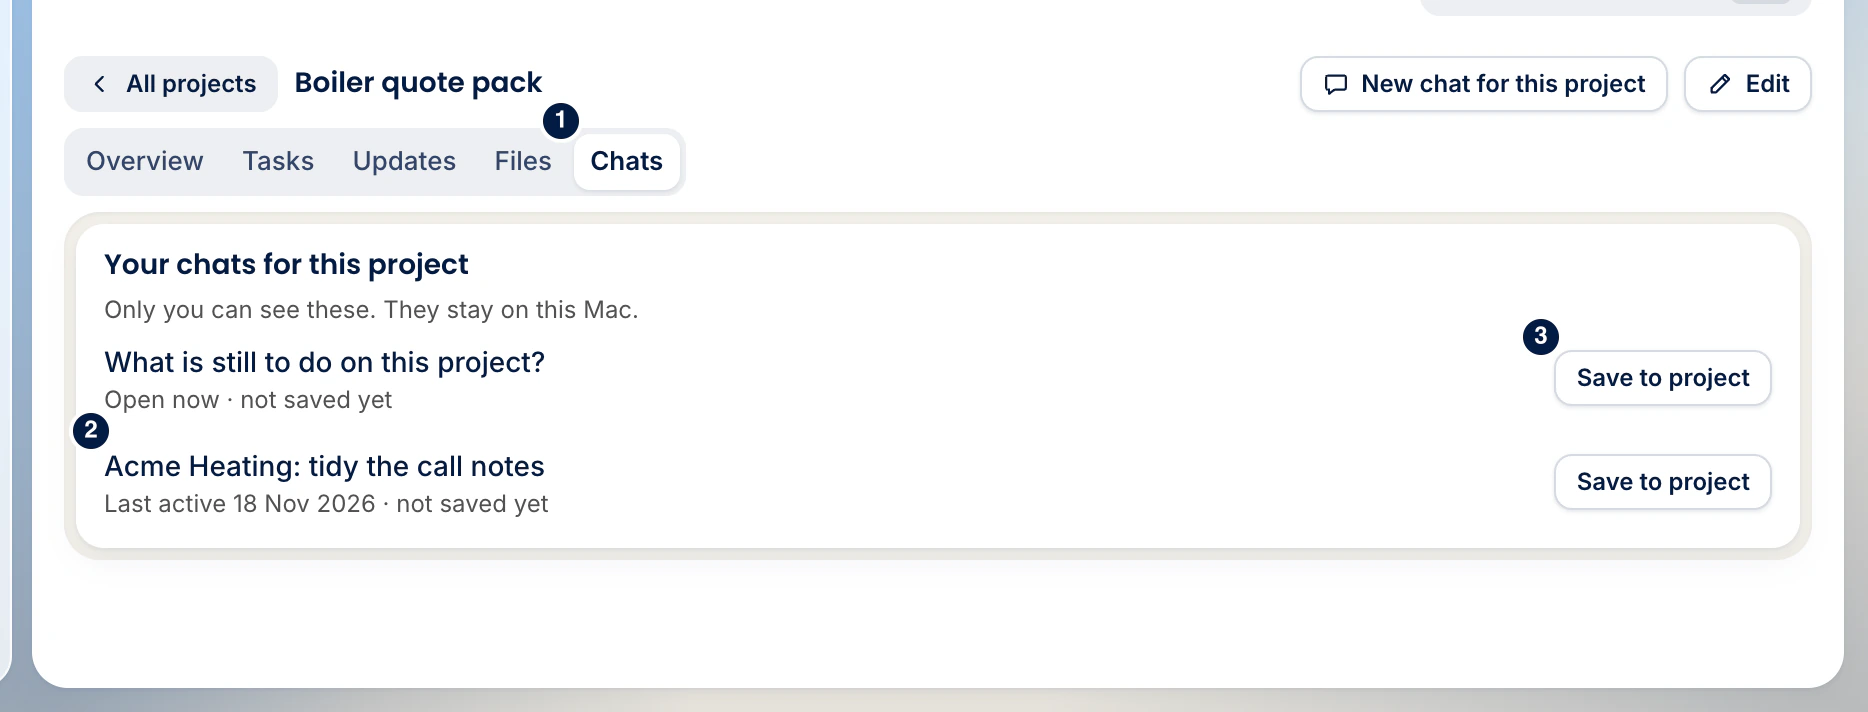 All projects
Boiler quote pack
New chat for this project
Edit
1
Overview
Tasks
Updates
Files
Chats
Your chats for this project
Only you can see these. They stay on this Mac.
3
What is still to do on this project?
Save to project
Open now · not saved yet
2
Acme Heating: tidy the call notes
Save to project
Last active 18 Nov 2026 · not saved yet